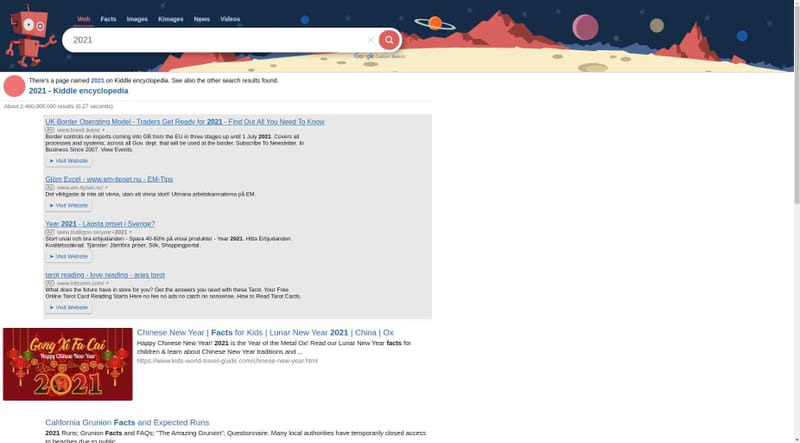 Web Facts Images Kimages News Videos
2021
Google Custom Search
There's a page named 2021 on Kiddle encyclopedia. See also the other search results found.
2021 - Kiddle encyclopedia
About 2,460,000,000 results (0.27 seconds)
UK Border Operating Model - Traders Get Ready for 2021 - Find Out All You Need To Know
Ad www.brexit.team/
Border controls on imports coming into GB from the EU in three stages up until 1 July 2021. Covers all
processes and systems, across all Gov. dept. that will be used at the border. Subscribe To Newsletter. In
Business Since 2007. View Events.
➤ Visit Website
Glöm Excel - www.em-tipset.nu - EM-Tips
Ad www.em-tipset.nu/
Det viktigaste är inte att vinna, utan att vinna stort! Utmana arbetskamraterna på EM.
➤ Visit Website
Year 2021 - Lägsta priset i Sverige?
Ad
Stort urval och bra erbjudanden - Spara 40-60% på vissa produkter - Year 2021. Hitta Erbjudanden.
Kvalitetssäkrad. Tjänster: Jämföra priser, Sök, Shoppingportal.
➤ Visit Website
tarot reading - love reading - aries tarot
Ad
What does the future have in store for you? Get the answers you need with these Tarot. Your Free
Online Tarot Card Reading Starts Here no fee no ads no catch no nonsense. How to Read Tarot Cards.
➤ Visit Website
Gong Xi Fa Cai
Happy Chinese New Year
2021
Chinese New Year | Facts for Kids | Lunar New Year 2021 | China | Ox
Happy Chinese New Year! 2021 is the Year of the Metal Ox! Read our Lunar New Year facts for
children & learn about Chinese New Year traditions and ...
https://www.kids-world-travel-guide.com/chinese-new-year.html
California Grunion Facts and Expected Runs
2021 Runs; Grunion Facts and FAQs; "The Amazing Grunion"; Questionnaire. Many local authorities have temporarily closed access
to beaches due to public